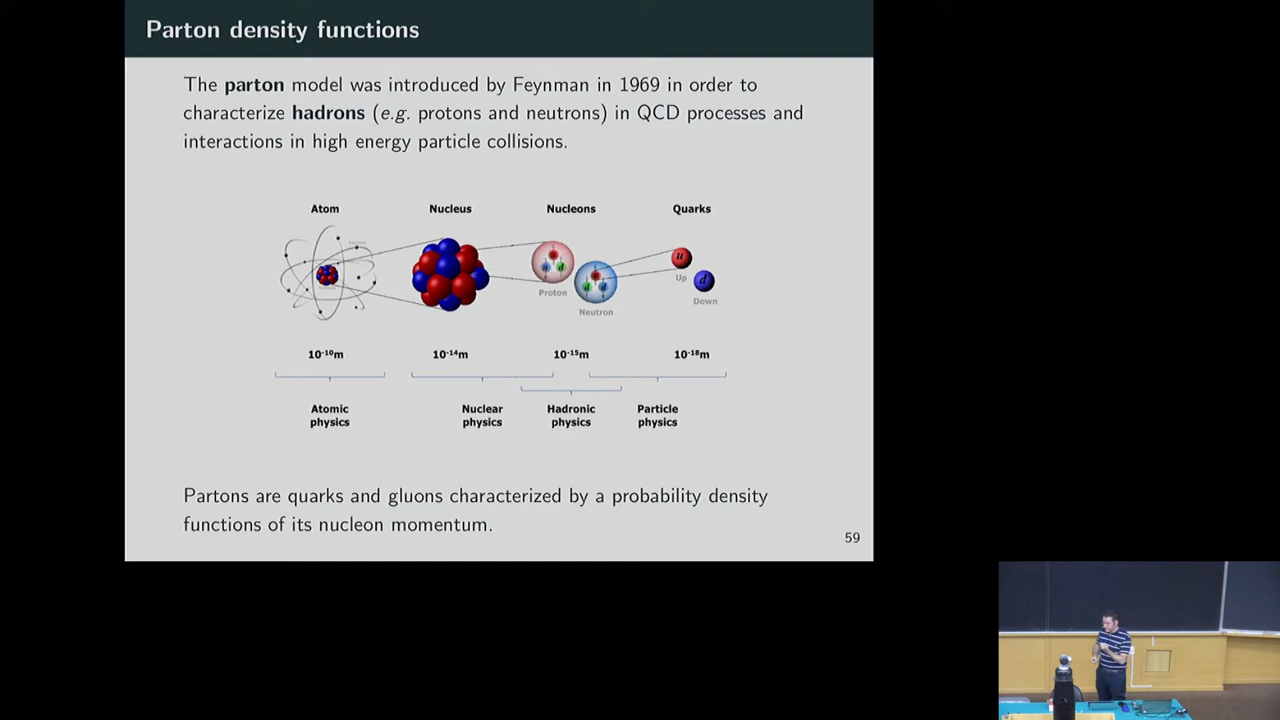 Parton density functions
The parton model was introduced by Feynman in 1969 in order to
characterize hadrons (e.g. protons and neutrons) in QCD processes and
interactions in high energy particle collisions.
Atom Nucleus Nucleons Quarks
u
Up
d
Down
Proton
Neutron
10⁻¹⁰m 10⁻¹⁴m 10⁻¹⁵m 10⁻¹⁸m
Atomic
physics
Nuclear
physics
Hadronic
physics
Particle
physics
Partons are quarks and gluons characterized by a probability density
functions of its nucleon momentum.
59